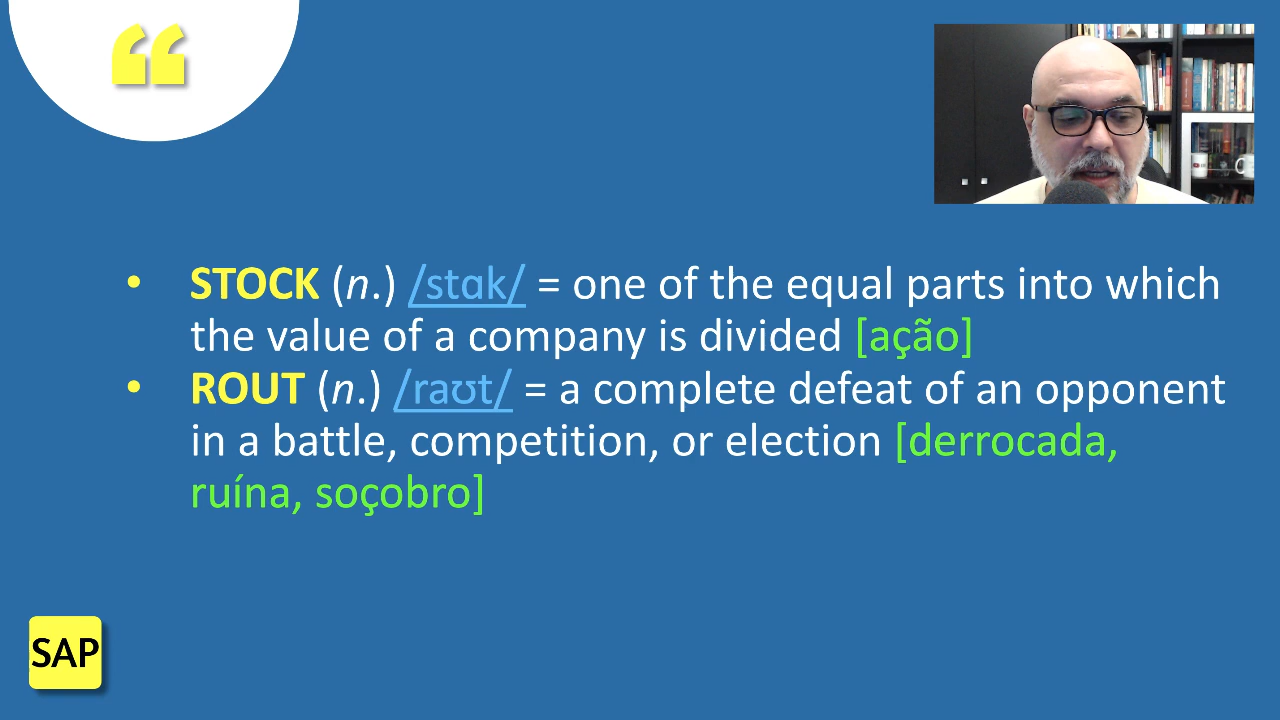 “
• STOCK (n.) /stɑk/ = one of the equal parts into which
the value of a company is divided [ação]
• ROUT (n.) /raʊt/ = a complete defeat of an opponent
in a battle, competition, or election [derrocada,
ruína, soçobro]
SAP